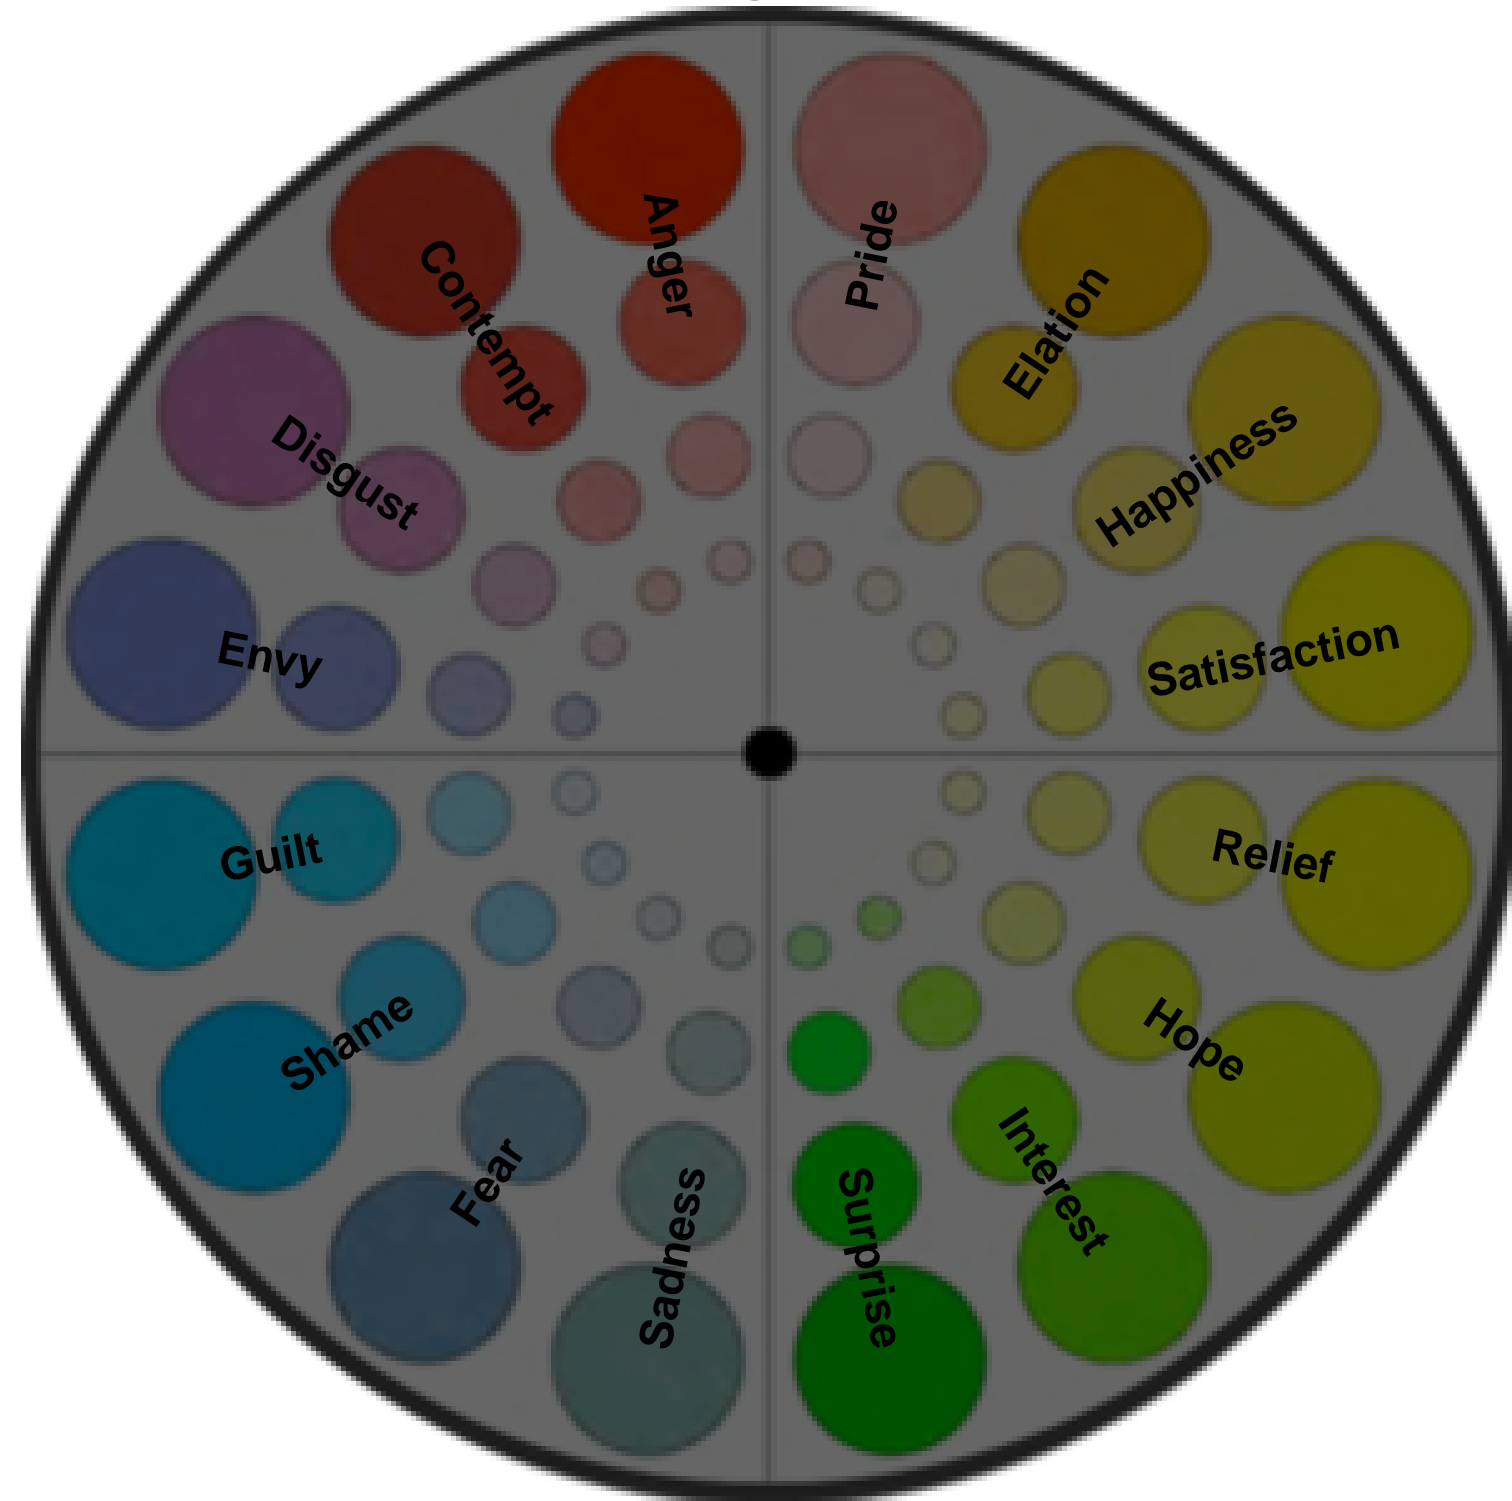 Anger
Pride
Contempt
Elation
Disgust
Happiness
Envy
Satisfaction
Guilt
Relief
Shame
Hope
Fear
Interest
Sadness
Surprise